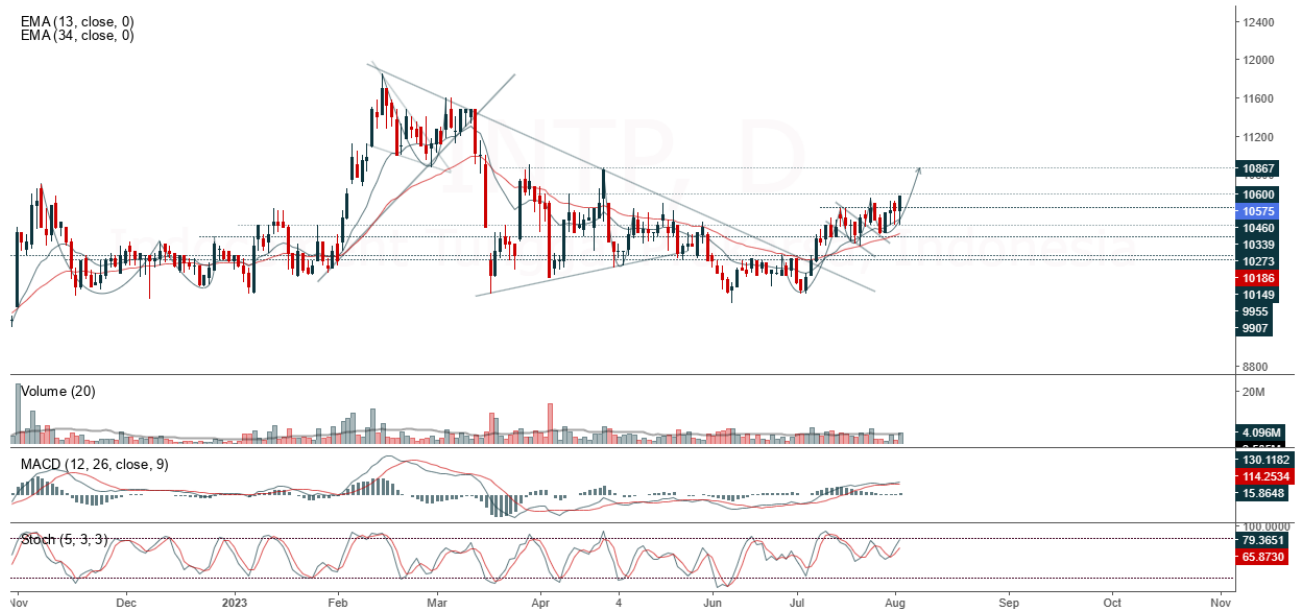 EMA (13, close, 0)
EMA (34, close, 0)
INTP, D
12400
12000
11600
11200
10867
10600
10575
10460
10339
10273
10186
10149
9955
9907
8800
Volume (20)
20M
4.096M
MACD (12, 26, close, 9)
130.1182
114.2534
15.8648
Stoch (5, 3, 3)
100.0000
79.3651
65.8730
Nov Dec 2023 Feb Mar Apr 4 Jun Jul Aug Sep Oct Nov